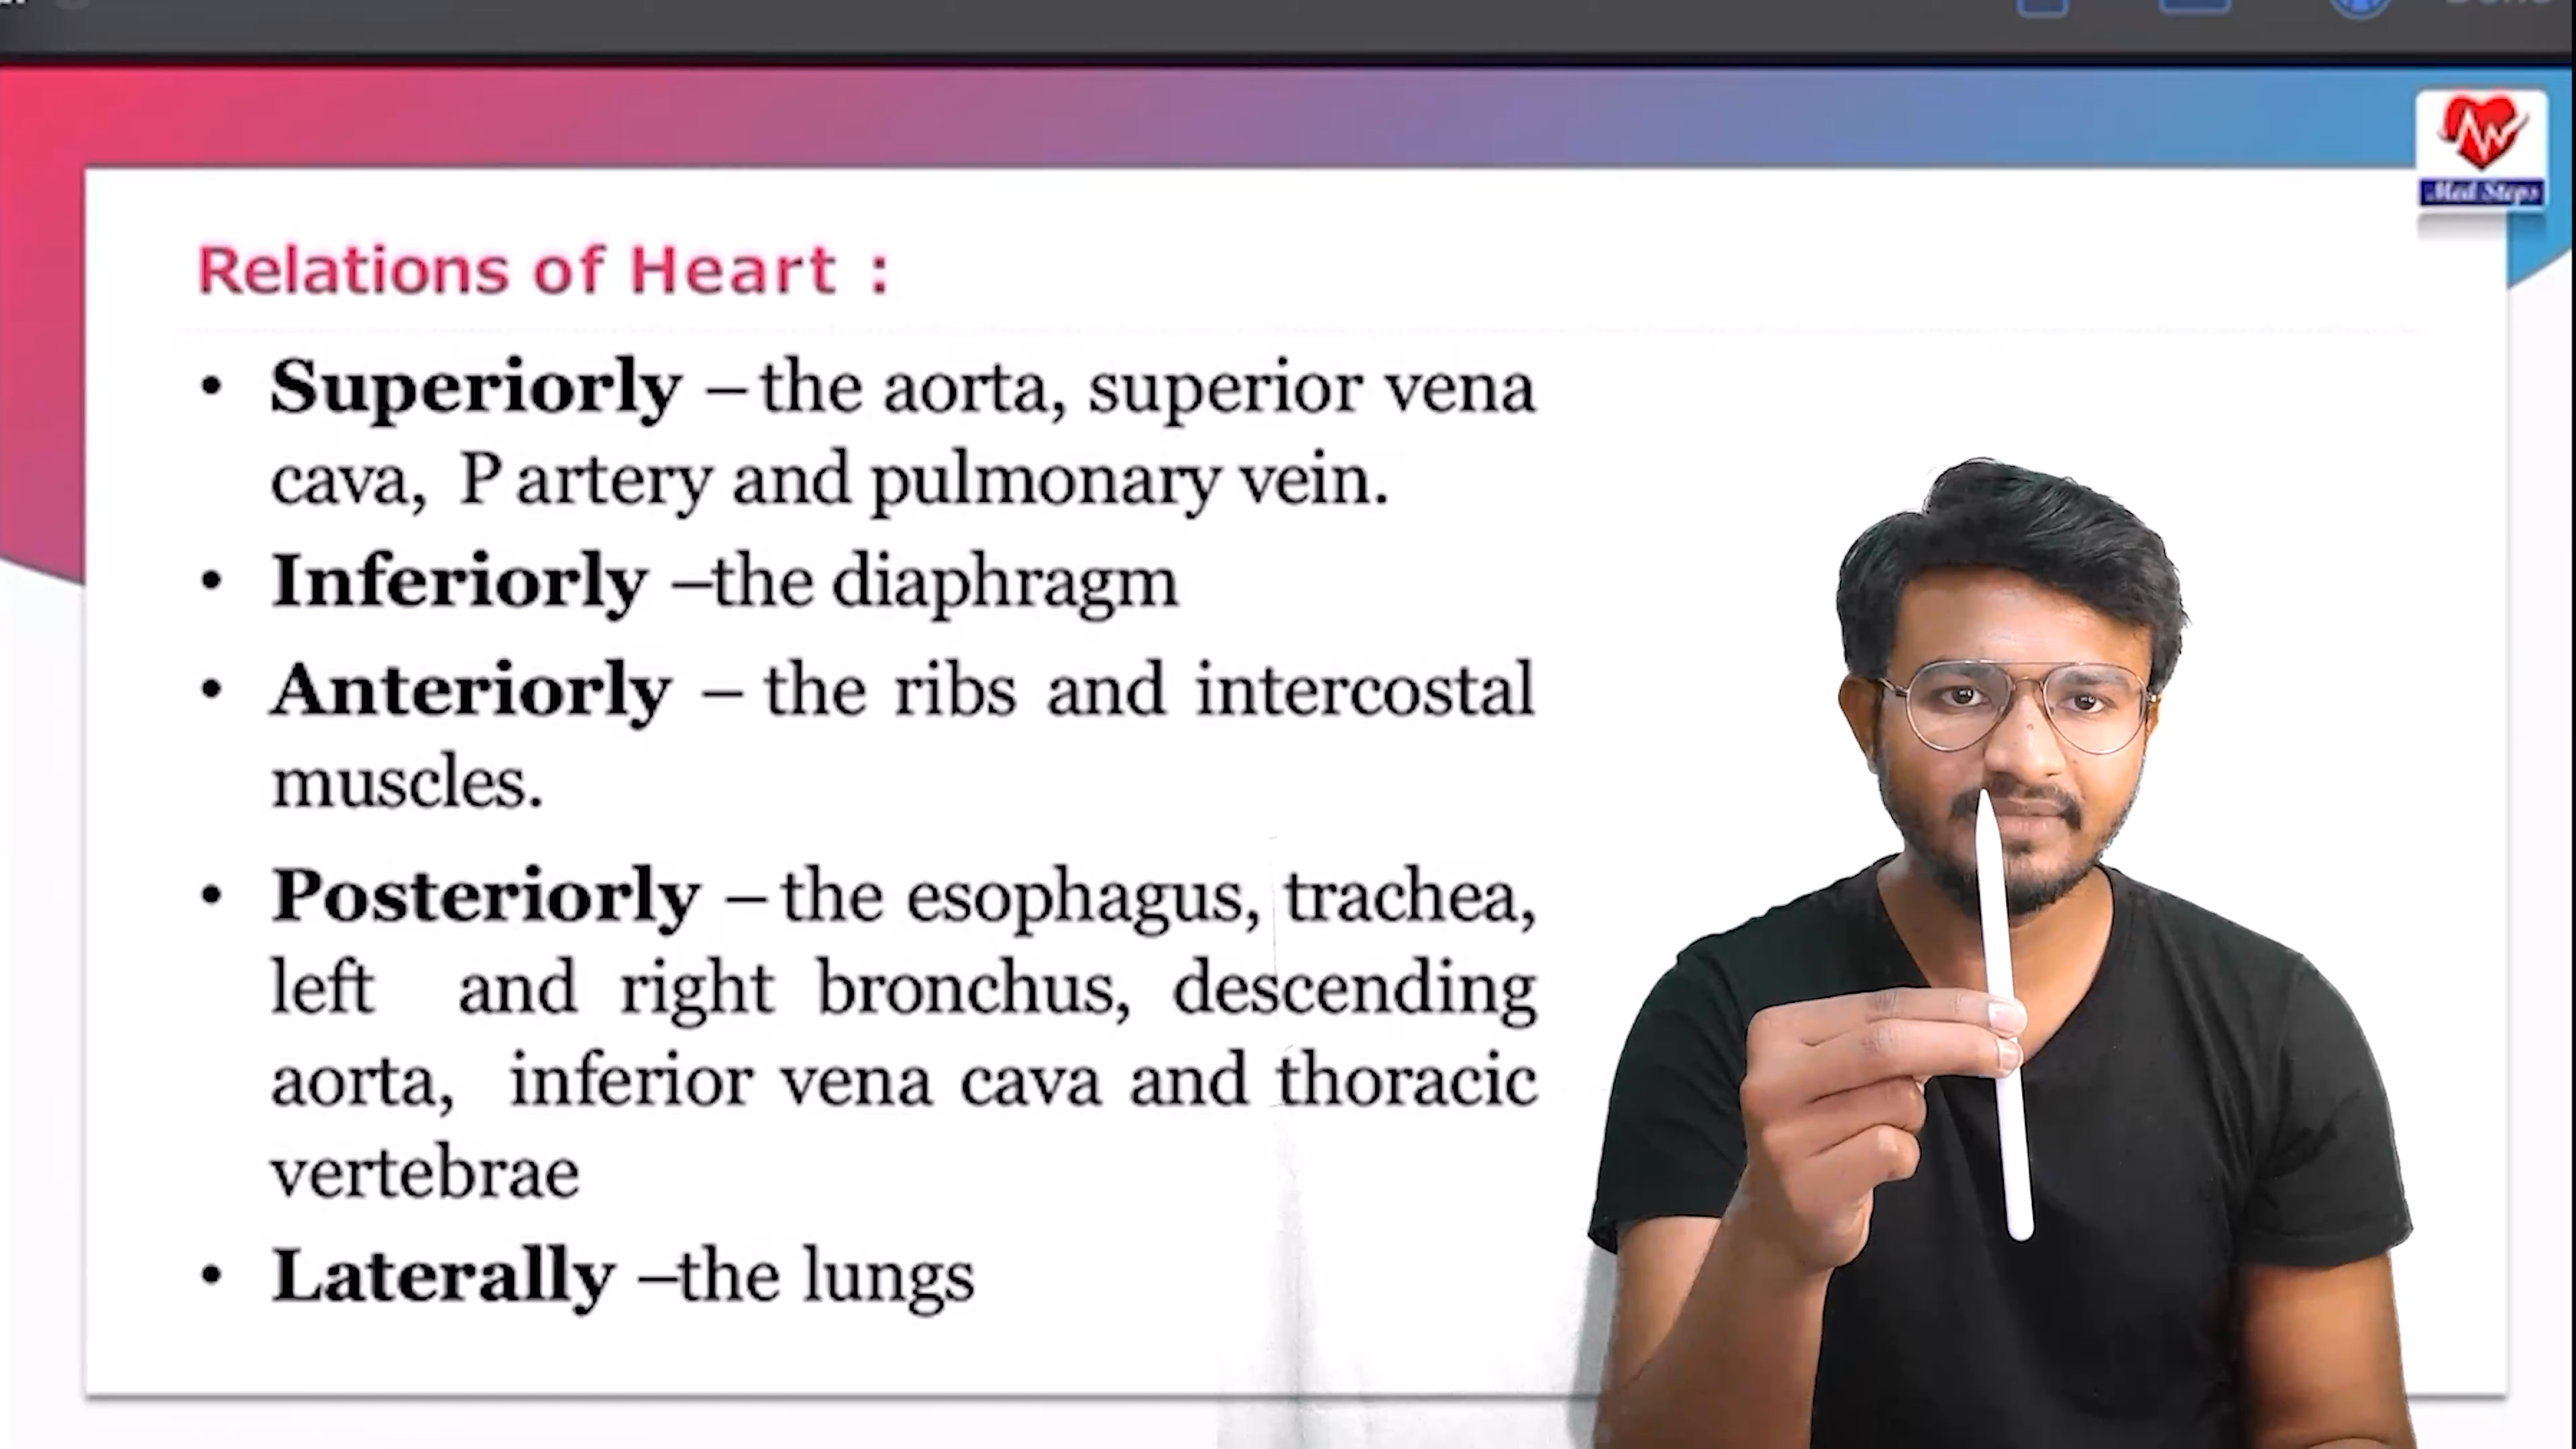 Med Steps
Relations of Heart :
• Superiorly – the aorta, superior vena
cava, P artery and pulmonary vein.
• Inferiorly –the diaphragm
• Anteriorly – the ribs and intercostal
muscles.
• Posteriorly – the esophagus, trachea,
left and right bronchus, descending
aorta, inferior vena cava and thoracic
vertebrae
• Laterally –the lungs